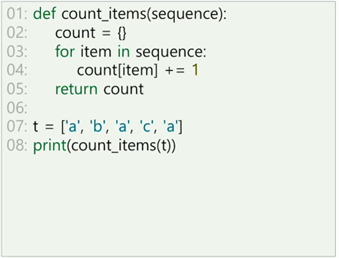 01: def count_items(sequence):
02:     count = {}
03:     for item in sequence:
04:         count[item] += 1
05:     return count
06:
07: t = ['a', 'b', 'a', 'c', 'a']
08: print(count_items(t))